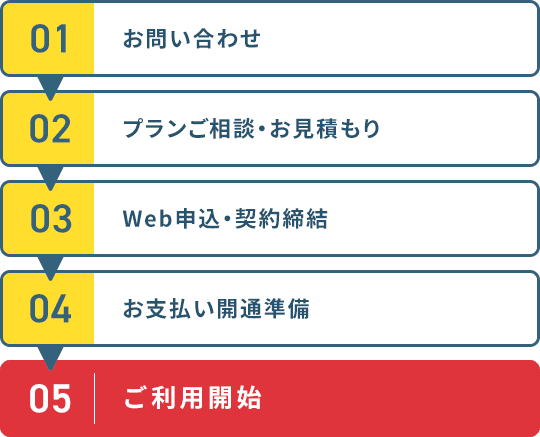 01 お問い合わせ
02 プランご相談・お見積もり
03 Web申込・契約締結
04 お支払い開通準備
05 ご利用開始